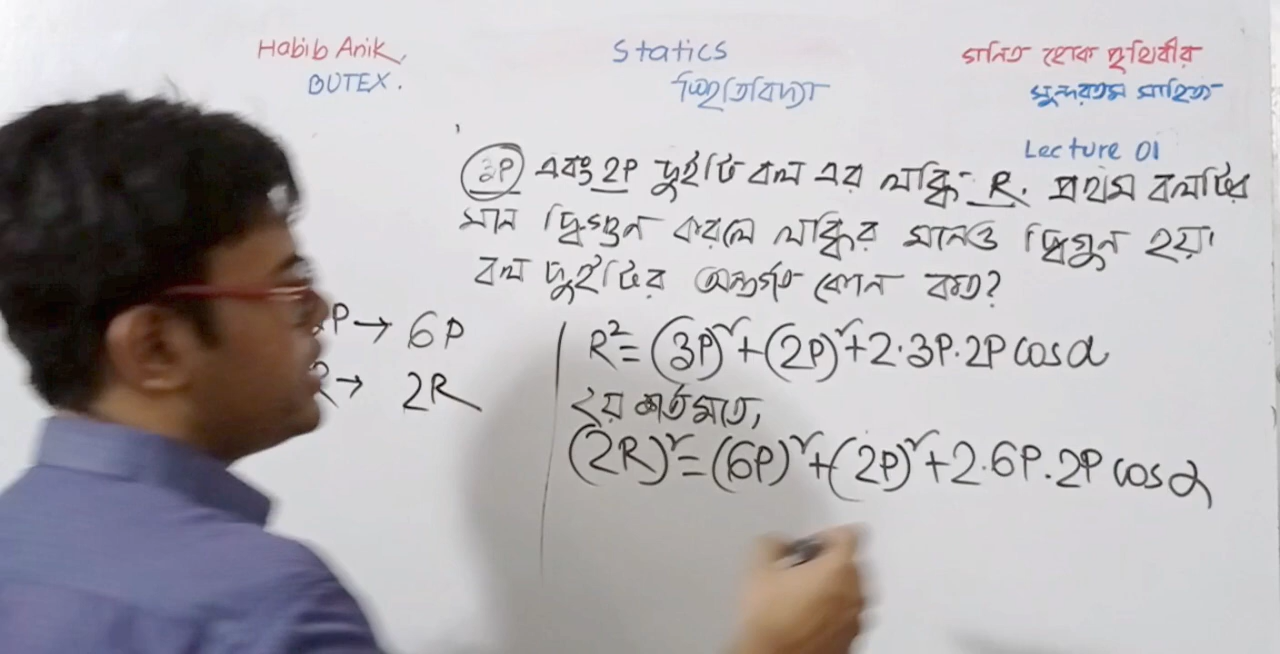 Habib Anik,
BUTEX.
Statics
স্থিতিবিদ্যা
গনিত হোক পৃথিবীর
সুন্দরতম সাহিত্য
Lecture 01
3P এবং 2P দুইটি বল এর লব্ধি R. প্রথম বলটির
মান দ্বিগুন করলে লব্ধির মানও দ্বিগুন হয়।
বল দুইটির অন্তর্গত কোন কত?
P → 6P
R → 2R
R² = (3P)² + (2P)² + 2·3P·2P cos α
২য় শর্তমতে,
(2R)² = (6P)² + (2P)² + 2·6P·2P cos α